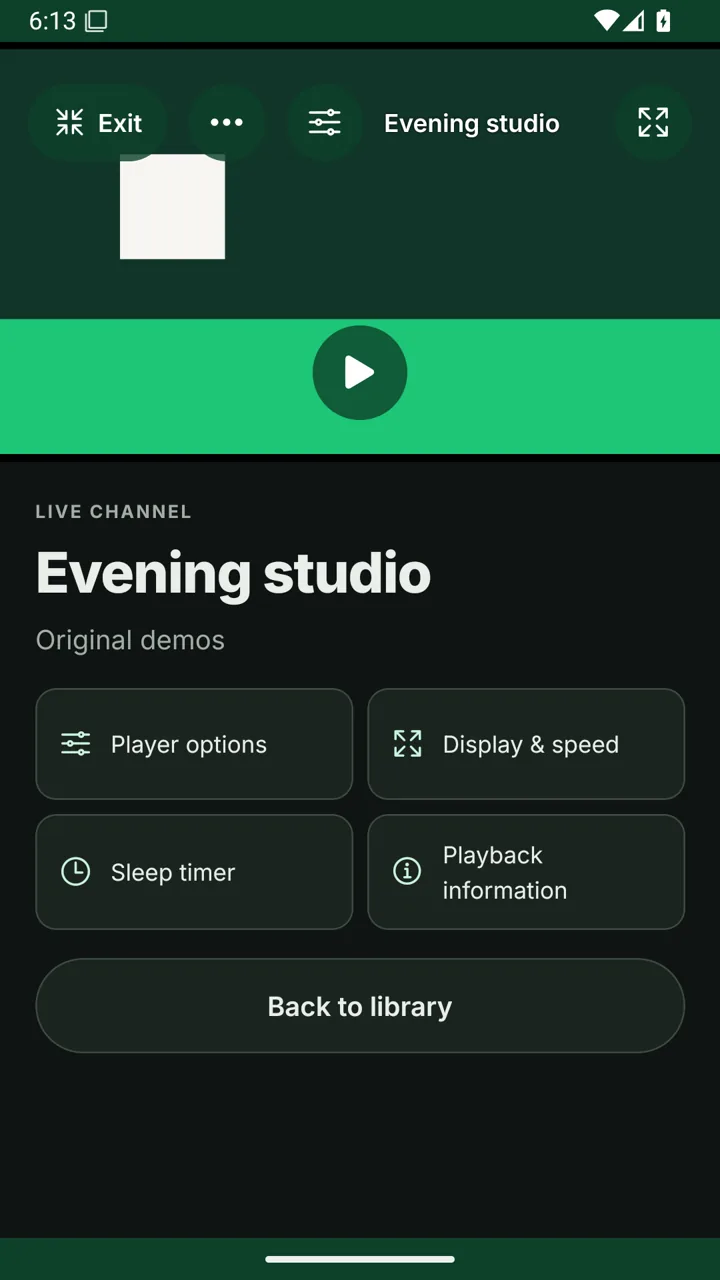 6:13
Exit
Evening studio
LIVE CHANNEL
Evening studio
Original demos
Player options
Display & speed
Sleep timer
Playback
information
Back to library